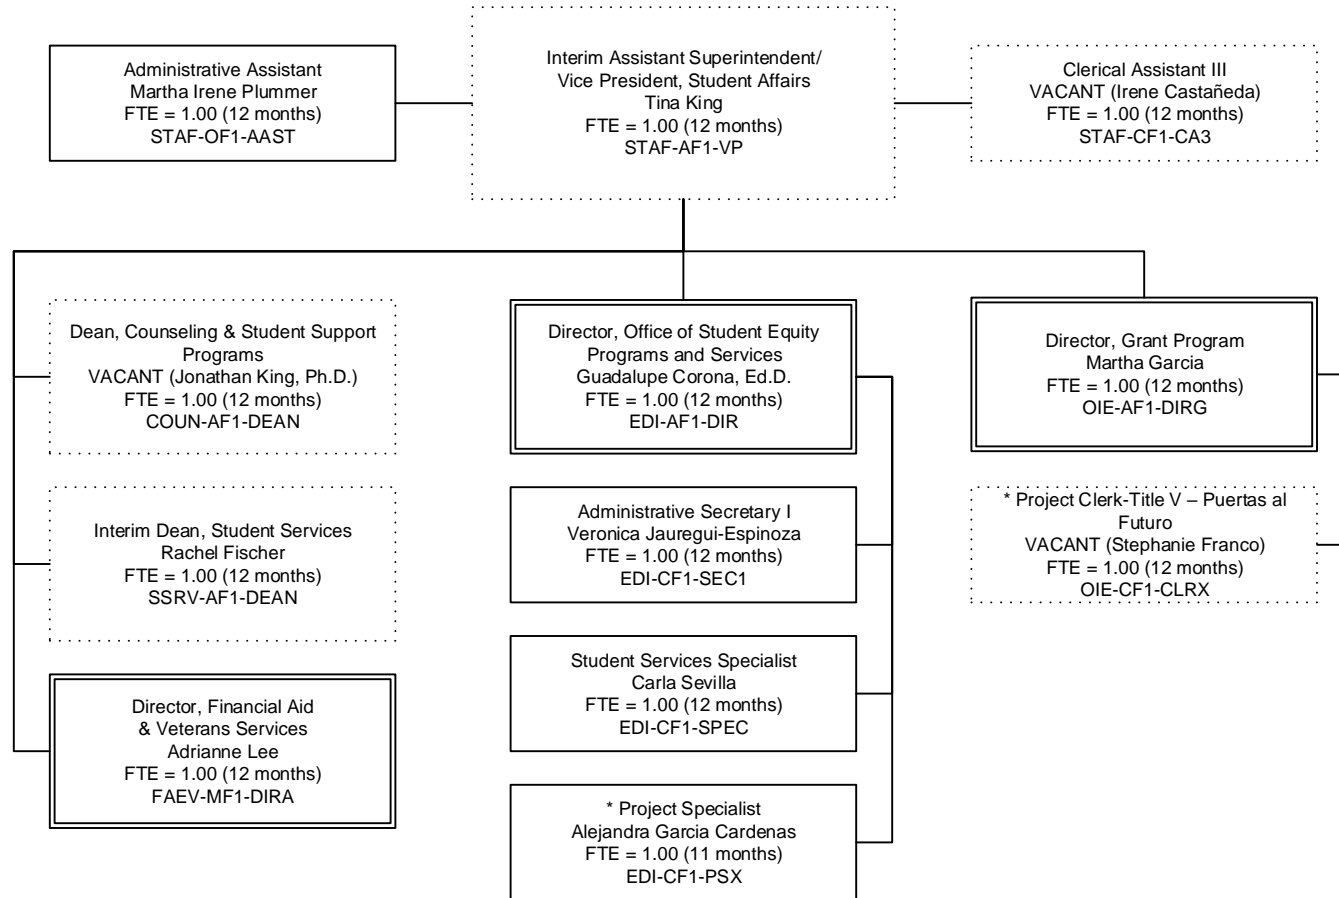 Administrative Assistant
Martha Irene Plummer
FTE = 1.00 (12 months)
STAF-OF1-AAST
Interim Assistant Superintendent/
Vice President, Student Affairs
Tina King
FTE = 1.00 (12 months)
STAF-AF1-VP
Clerical Assistant III
VACANT (Irene Castañeda)
FTE = 1.00 (12 months)
STAF-CF1-CA3
Dean, Counseling & Student Support
Programs
VACANT (Jonathan King, Ph.D.)
FTE = 1.00 (12 months)
COUN-AF1-DEAN
Interim Dean, Student Services
Rachel Fischer
FTE = 1.00 (12 months)
SSRV-AF1-DEAN
Director, Financial Aid
& Veterans Services
Adrianne Lee
FTE = 1.00 (12 months)
FAEV-MF1-DIRA
Director, Office of Student Equity
Programs and Services
Guadalupe Corona, Ed.D.
FTE = 1.00 (12 months)
EDI-AF1-DIR
Administrative Secretary I
Veronica Jauregui-Espinoza
FTE = 1.00 (12 months)
EDI-CF1-SEC1
Student Services Specialist
Carla Sevilla
FTE = 1.00 (12 months)
EDI-CF1-SPEC
* Project Specialist
Alejandra Garcia Cardenas
FTE = 1.00 (11 months)
EDI-CF1-PSX
Director, Grant Program
Martha Garcia
FTE = 1.00 (12 months)
OIE-AF1-DIRG
* Project Clerk-Title V – Puertas al
Futuro
VACANT (Stephanie Franco)
FTE = 1.00 (12 months)
OIE-CF1-CLRX